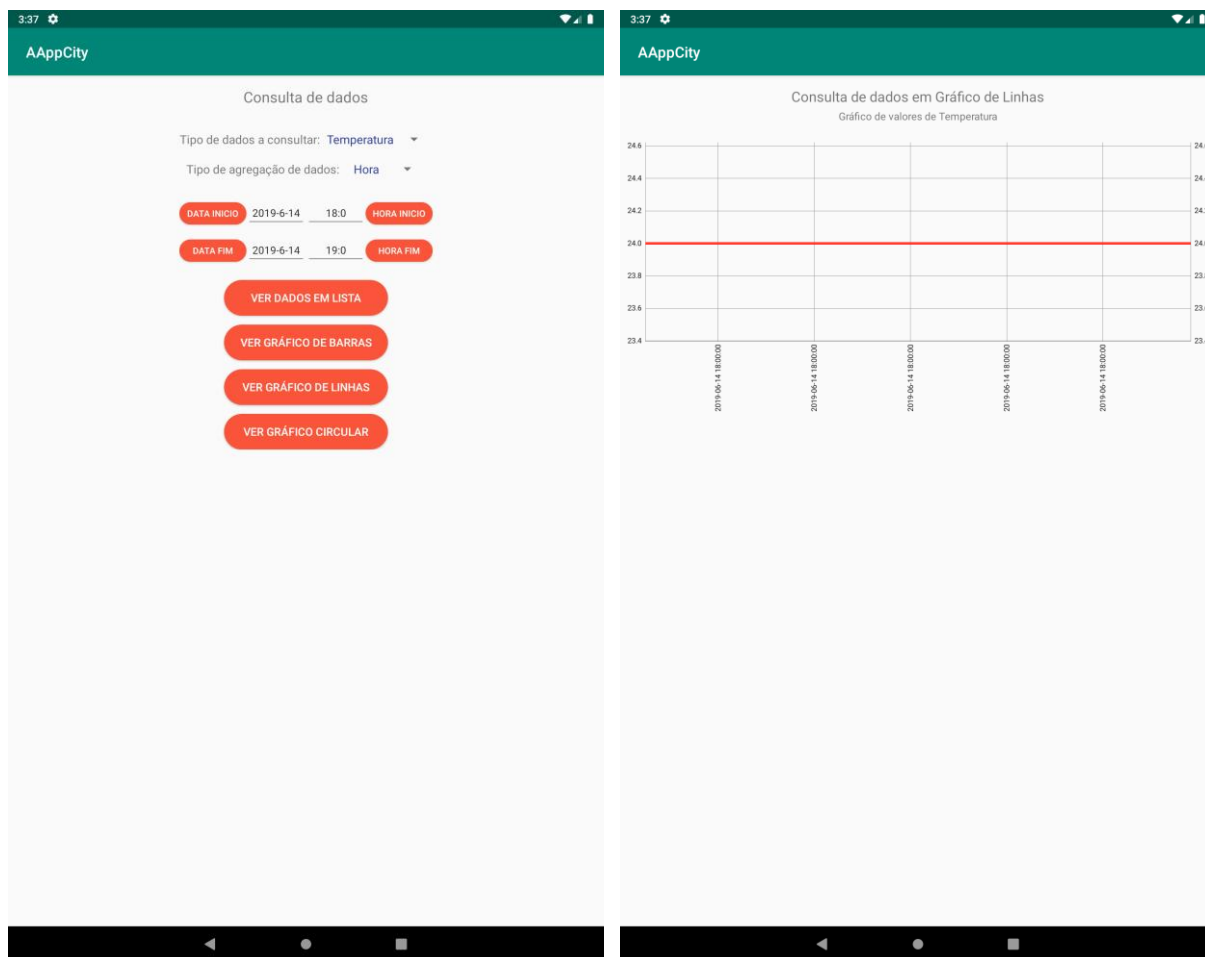 3:37
AAppCity
Consulta de dados
Tipo de dados a consultar: Temperatura
Tipo de agregação de dados: Hora
DATA INICIO 2019-6-14 18:0 HORA INICIO
DATA FIM 2019-6-14 19:0 HORA FIM
VER DADOS EM LISTA
VER GRÁFICO DE BARRAS
VER GRÁFICO DE LINHAS
VER GRÁFICO CIRCULAR
3:37
AAppCity
Consulta de dados em Gráfico de Linhas
Gráfico de valores de Temperatura
24.6
24.4
24.2
24.0
23.8
23.6
23.4
2019-06-14 18:00:00
2019-06-14 18:00:00
2019-06-14 18:00:00
2019-06-14 18:00:00
2019-06-14 18:00:00